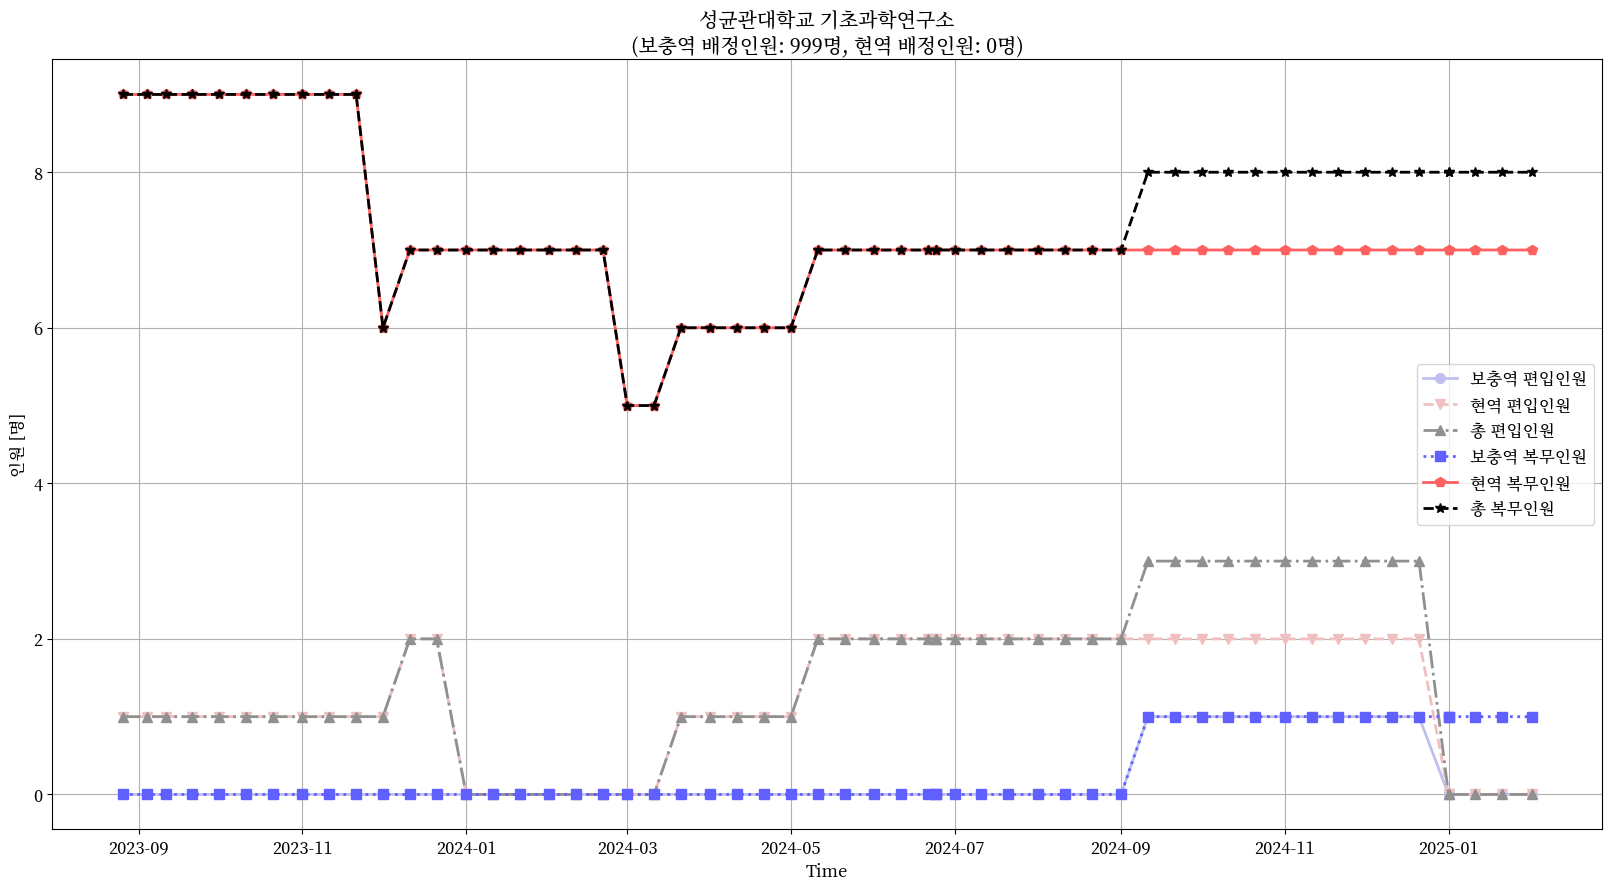 성균관대학교 기초과학연구소
(보충역 배정인원: 999명, 현역 배정인원: 0명)
인원 [명]
8
6
4
2
0
보충역 편입인원
현역 편입인원
총 편입인원
보충역 복무인원
현역 복무인원
총 복무인원
2023-09 2023-11 2024-01 2024-03 2024-05 2024-07 2024-09 2024-11 2025-01
Time